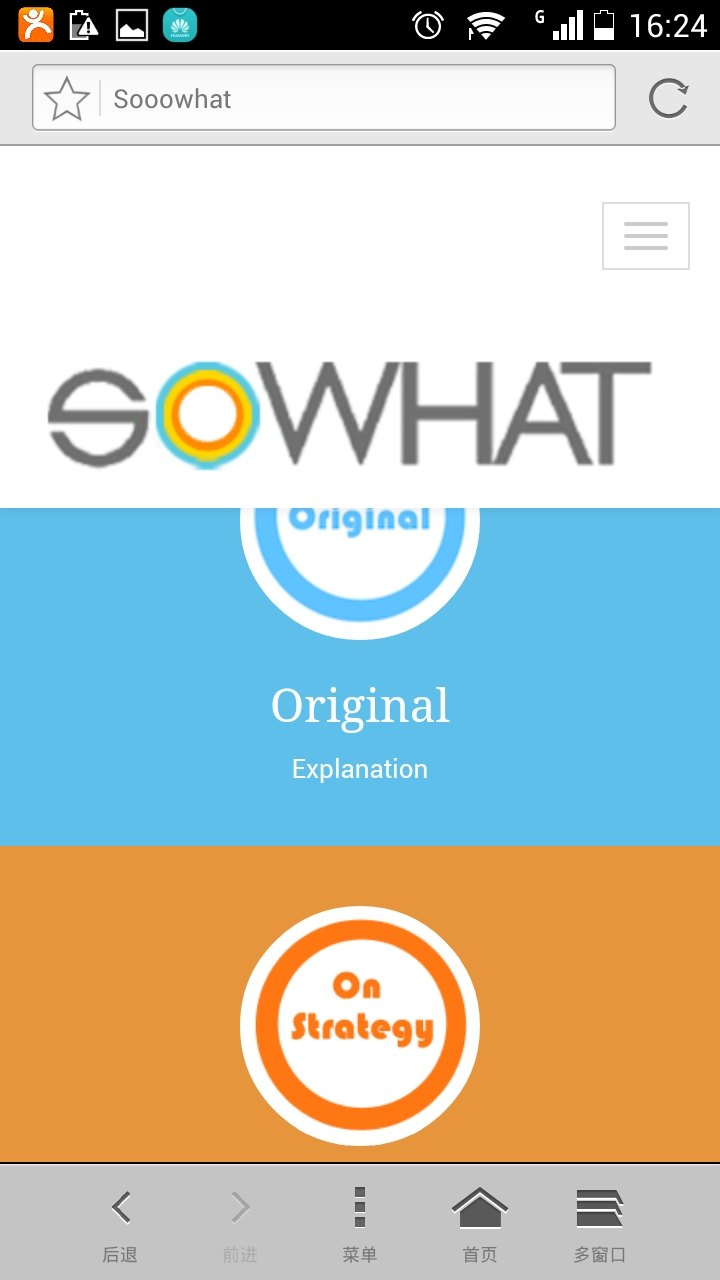 G 16:24
Sooowhat
SOWHAT
Original
Original
Explanation
On
Strategy
后退 前进 菜单 首页 多窗口